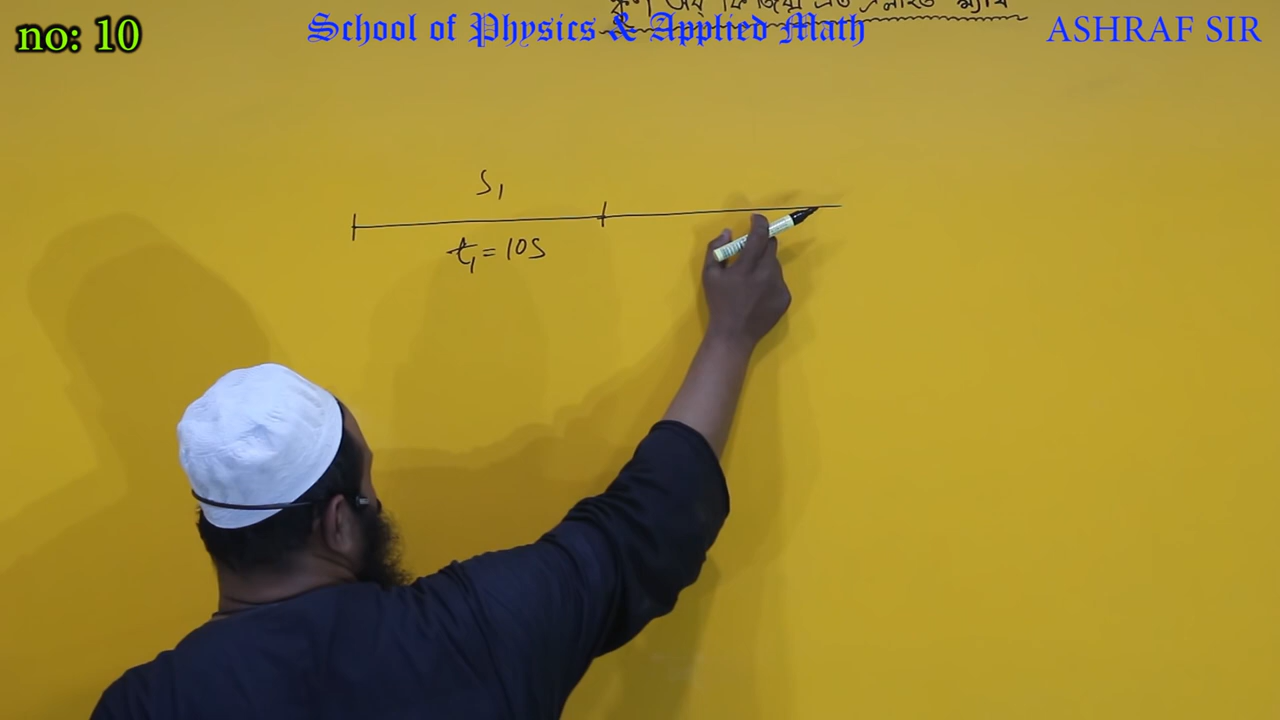 no: 10
School of Physics & Applied Math
ASHRAF SIR
S₁
t₁ = 10s